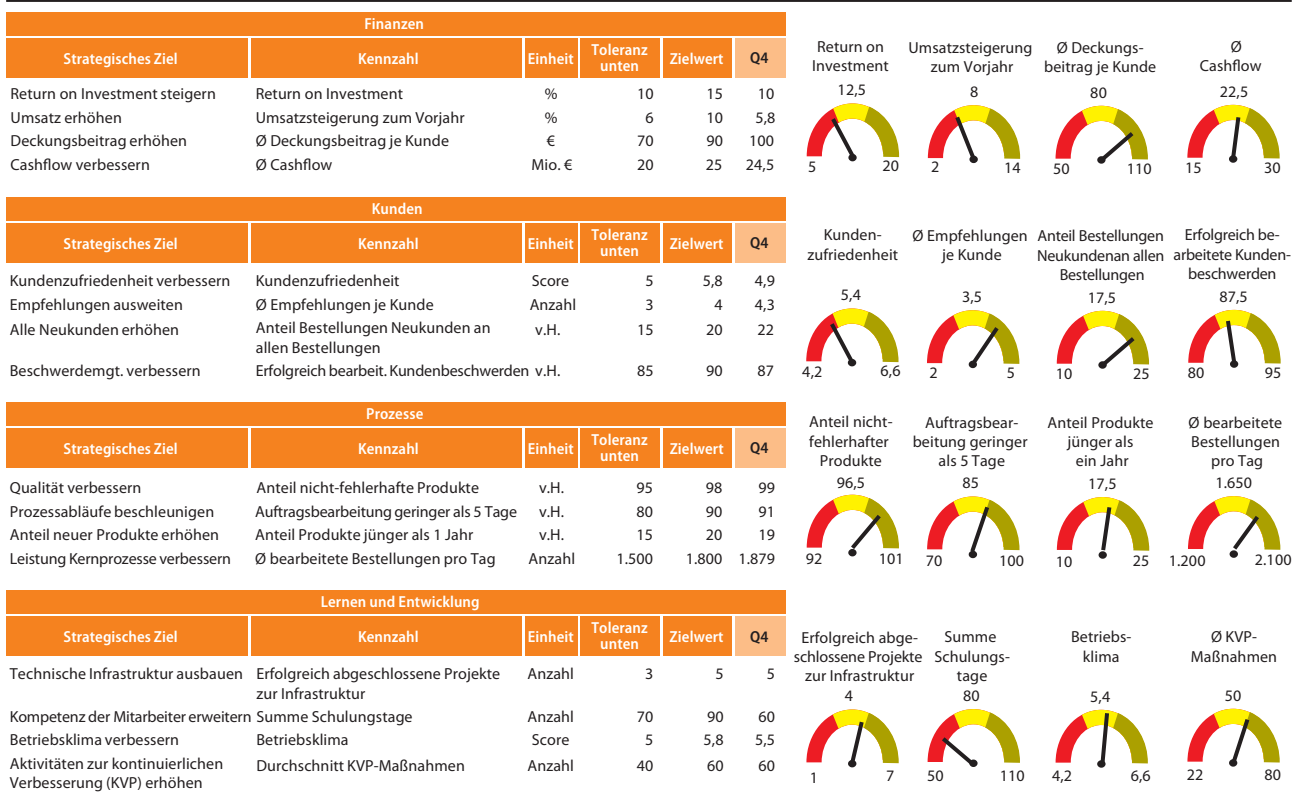 Finanzen
Strategisches Ziel Kennzahl Einheit Toleranz unten Zielwert Q4
Return on Investment steigern Return on Investment % 10 15 10
Umsatz erhöhen Umsatzsteigerung zum Vorjahr % 6 10 5,8
Deckungsbeitrag erhöhen Ø Deckungsbeitrag je Kunde € 70 90 100
Cashflow verbessern Ø Cashflow Mio. € 20 25 24,5
Return on Umsatzsteigerung Ø Deckungs- Ø
Investment zum Vorjahr beitrag je Kunde Cashflow
12,5 8 80 22,5
5 20 2 14 50 110 15 30
Kunden
Strategisches Ziel Kennzahl Einheit Toleranz unten Zielwert Q4
Kundenzufriedenheit verbessern Kundenzufriedenheit Score 5 5,8 4,9
Empfehlungen ausweiten Ø Empfehlungen je Kunde Anzahl 3 4 4,3
Alle Neukunden erhöhen Anteil Bestellungen Neukunden an v.H. 15 20 22
allen Bestellungen
Beschwerdemgt. verbessern Erfolgreich bearbeit. Kundenbeschwerden v.H. 85 90 87
Kunden- Ø Empfehlungen Anteil Bestellungen Erfolgreich be-
zufriedenheit je Kunde Neukundenan allen arbeitete Kunden-
Bestellungen beschwerden
5,4 3,5 17,5 87,5
4,2 6,6 2 5 10 25 80 95
Prozesse
Strategisches Ziel Kennzahl Einheit Toleranz unten Zielwert Q4
Qualität verbessern Anteil nicht-fehlerhafte Produkte v.H. 95 98 99
Prozessabläufe beschleunigen Auftragsbearbeitung geringer als 5 Tage v.H. 80 90 91
Anteil neuer Produkte erhöhen Anteil Produkte jünger als 1 Jahr v.H. 15 20 19
Leistung Kernprozesse verbessern Ø bearbeitete Bestellungen pro Tag Anzahl 1.500 1.800 1.879
Anteil nicht- Auftragsbear- Anteil Produkte Ø bearbeitete
fehlerhafter beitung geringer jünger als Bestellungen
Produkte als 5 Tage ein Jahr pro Tag
96,5 85 17,5 1.650
92 101 70 100 10 25 1.200 2.100
Lernen und Entwicklung
Strategisches Ziel Kennzahl Einheit Toleranz unten Zielwert Q4
Technische Infrastruktur ausbauen Erfolgreich abgeschlossene Projekte Anzahl 3 5 5
zur Infrastruktur
Kompetenz der Mitarbeiter erweitern Summe Schulungstage Anzahl 70 90 60
Betriebsklima verbessern Betriebsklima Score 5 5,8 5,5
Aktivitäten zur kontinuierlichen Durchschnitt KVP-Maßnahmen Anzahl 40 60 60
Verbesserung (KVP) erhöhen
Erfolgreich abge- Summe Betriebs- Ø KVP-
schlossene Projekte Schulungs- klima Maßnahmen
zur Infrastruktur tage
4 80 5,4 50
1 7 50 110 4,2 6,6 22 80